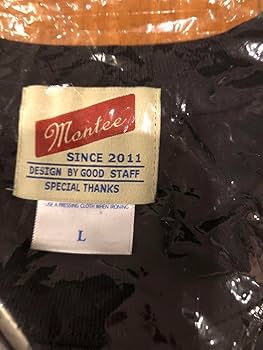 Montee
SINCE 2011
DESIGN BY GOOD STAFF
SPECIAL THANKS
USE A PRESSING CLOTH WHEN IRONING
L